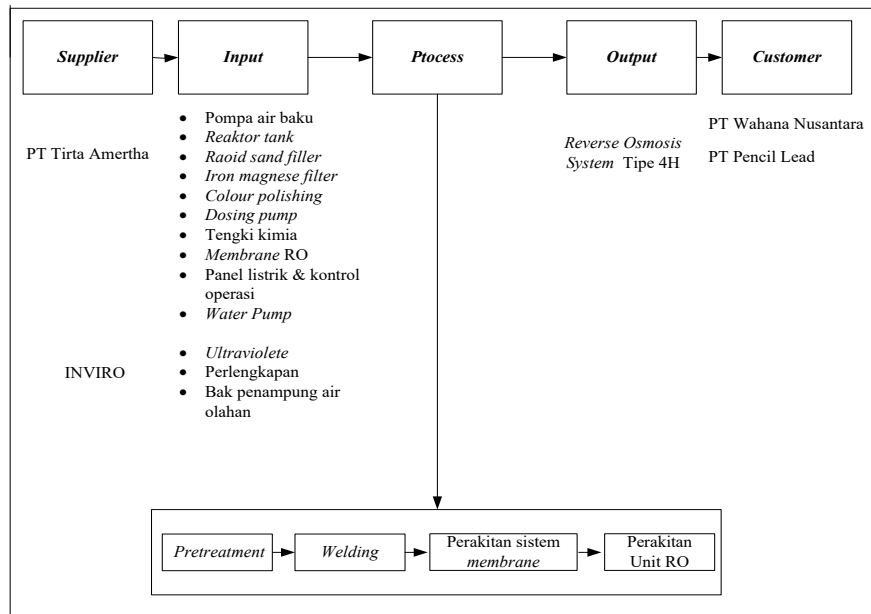 Supplier
Input
Ptocess
Output
Customer
PT Tirta Amertha
• Pompa air baku
• Reaktor tank
• Raoid sand filler
• Iron magnese filter
• Colour polishing
• Dosing pump
• Tengki kimia
• Membrane RO
• Panel listrik & kontrol
operasi
• Water Pump
INVIRO
• Ultraviolete
• Perlengkapan
• Bak penampung air
olahan
Reverse Osmosis
System Tipe 4H
PT Wahana Nusantara
PT Pencil Lead
Pretreatment
Welding
Perakitan sistem
membrane
Perakitan
Unit RO